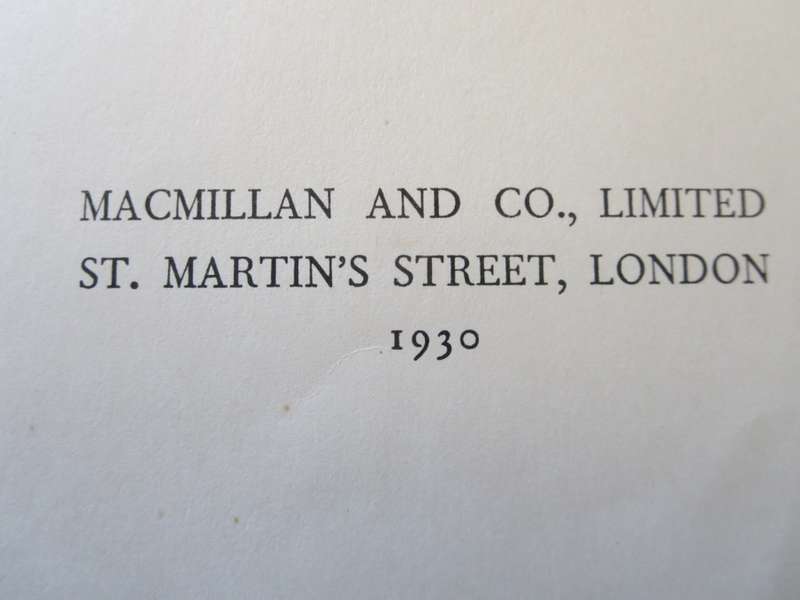 MACMILLAN AND CO., LIMITED
ST. MARTIN'S STREET, LONDON
1930